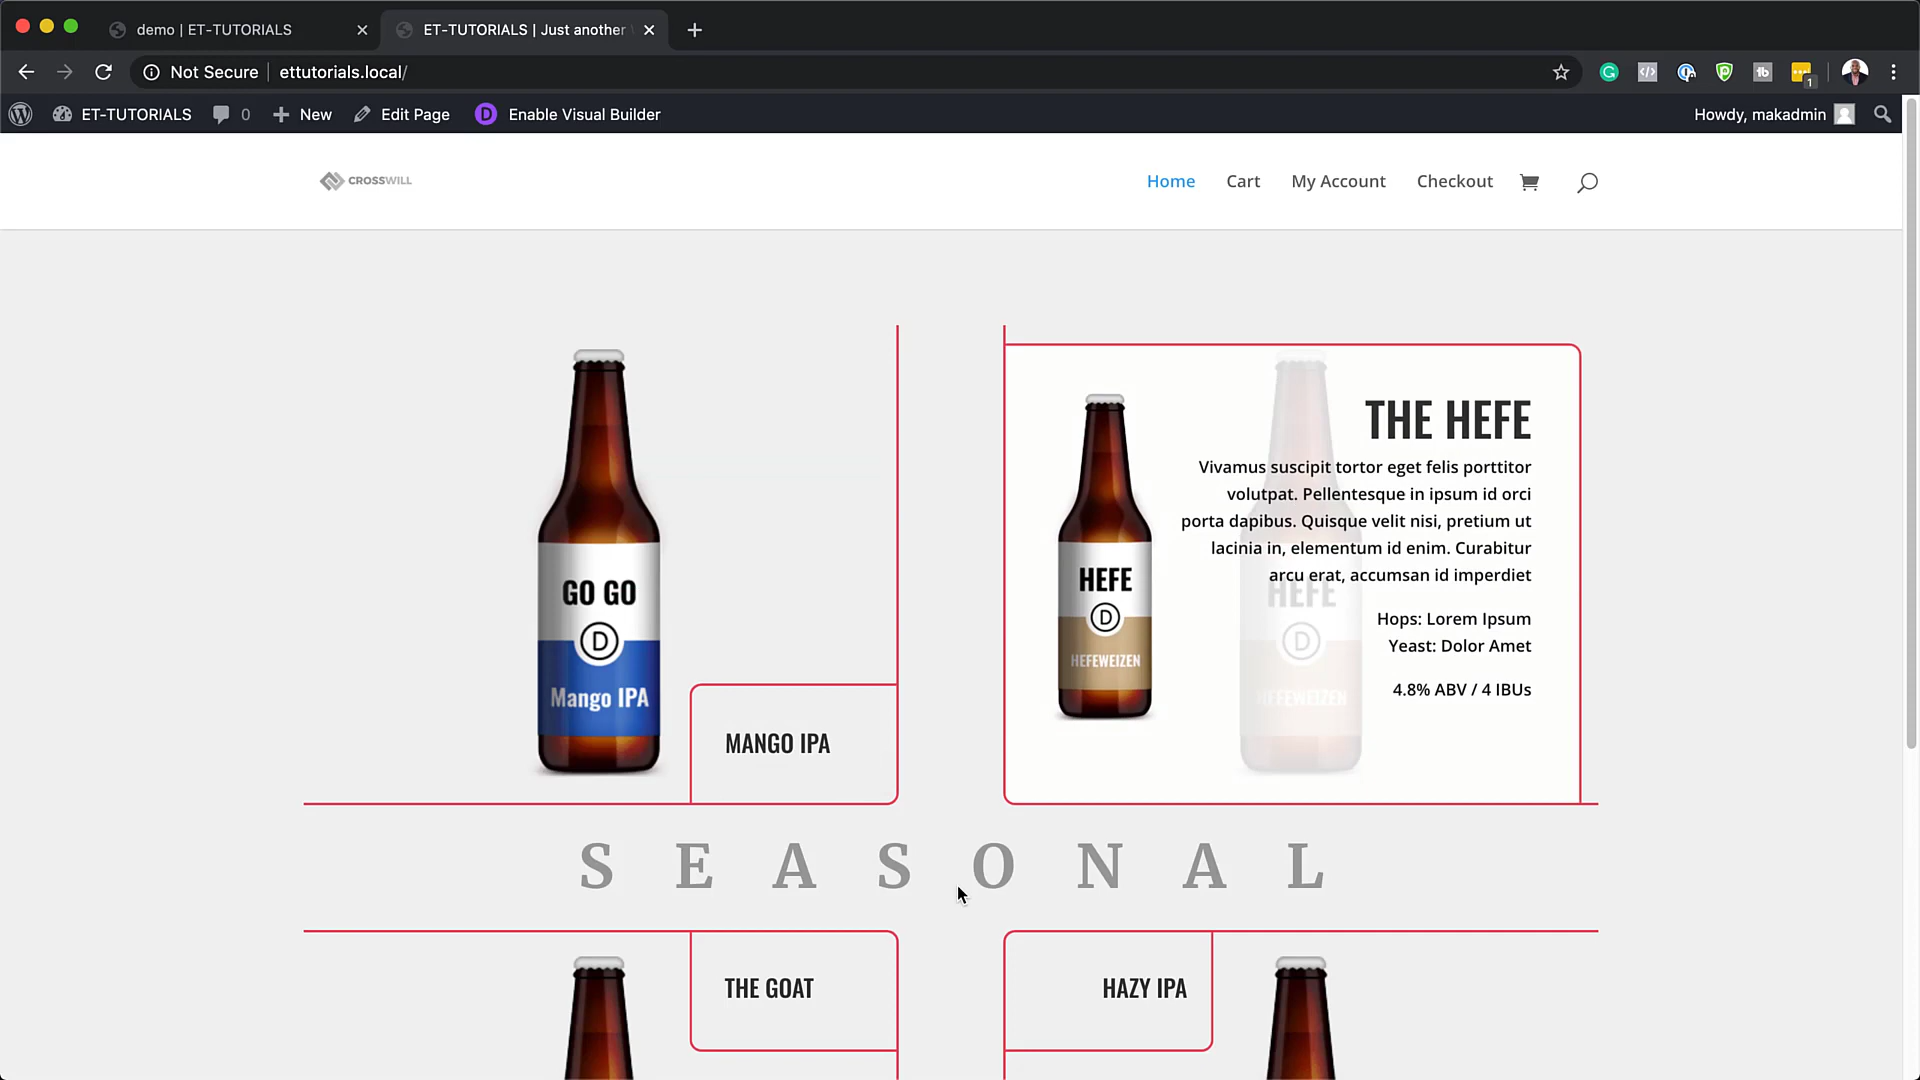 demo | ET-TUTORIALS
ET-TUTORIALS | Just another
Not Secure
ettutorials.local/
1
ET-TUTORIALS
0
New
Edit Page
D
Enable Visual Builder
Howdy, makadmin
CROSSWILL
Home
Cart
My Account
Checkout
GO GO
D
Mango IPA
MANGO IPA
HEFE
D
HEFEWEIZEN
HEFE
D
HEFEWEIZEN
THE HEFE
Vivamus suscipit tortor eget felis porttitor
volutpat. Pellentesque in ipsum id orci
porta dapibus. Quisque velit nisi, pretium ut
lacinia in, elementum id enim. Curabitur
arcu erat, accumsan id imperdiet
Hops: Lorem Ipsum
Yeast: Dolor Amet
4.8% ABV / 4 IBUs
SEASONAL
THE GOAT
HAZY IPA